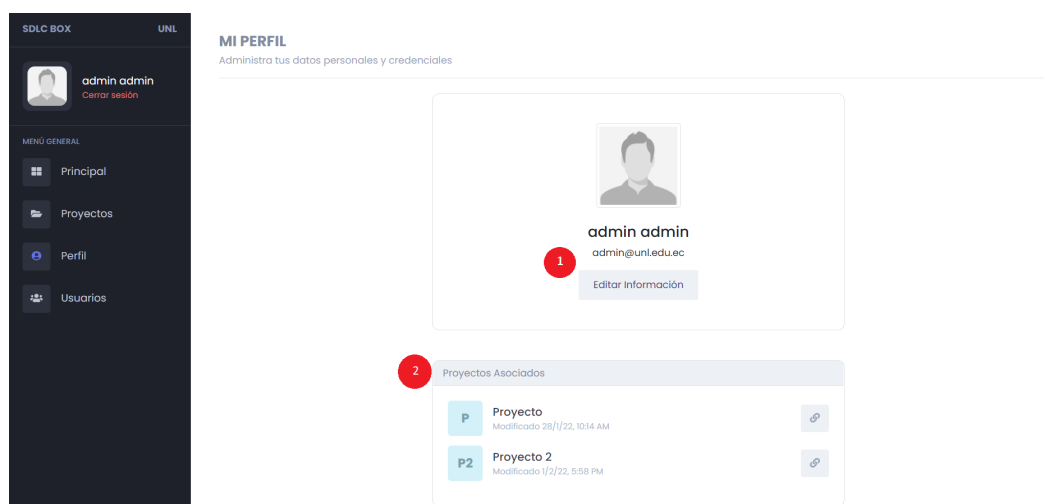 SDLC BOX UNL
admin admin
Cerrar sesión
MENÚ GENERAL
Principal
Proyectos
Perfil
Usuarios
MI PERFIL
Administra tus datos personales y credenciales
admin admin
admin@unl.edu.ec
1
Editar Información
2 Proyectos Asociados
P Proyecto
Modificado 28/1/22, 10:14 AM
P2 Proyecto 2
Modificado 1/2/22, 5:58 PM